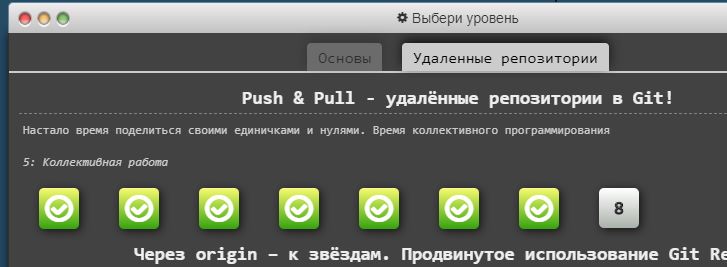 Выбери уровень
Основы Удаленные репозитории
Push & Pull - удалённые репозитории в Git!
Настало время поделиться своими единичками и нулями. Время коллективного программирования
5: Коллективная работа
8
Через origin – к звёздам. Продвинутое использование Git